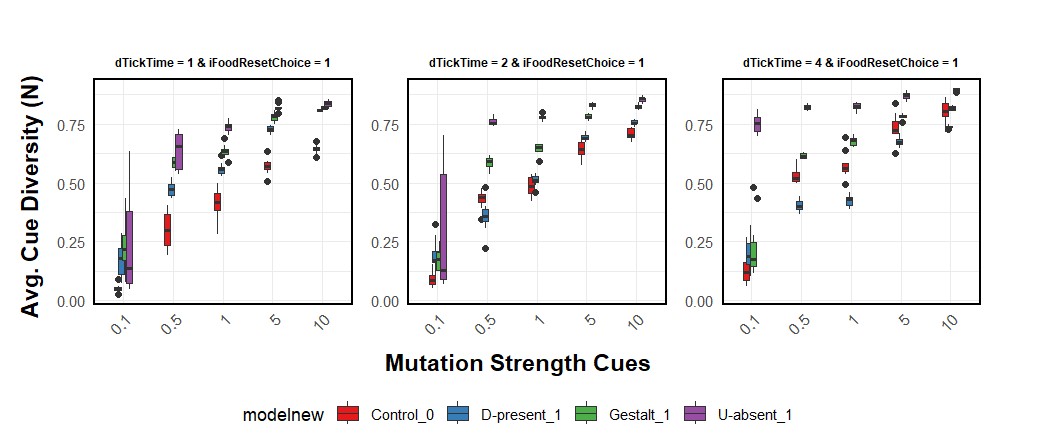 dTickTime = 1 & iFoodResetChoice = 1
dTickTime = 2 & iFoodResetChoice = 1
dTickTime = 4 & iFoodResetChoice = 1
Avg. Cue Diversity (N)
0.75
0.50
0.25
0.00
0.75
0.50
0.25
0.00
0.75
0.50
0.25
0.00
0.1 0.5 1 5 10
0.1 0.5 1 5 10
0.1 0.5 1 5 10
Mutation Strength Cues
modelnew Control_0 D-present_1 Gestalt_1 U-absent_1